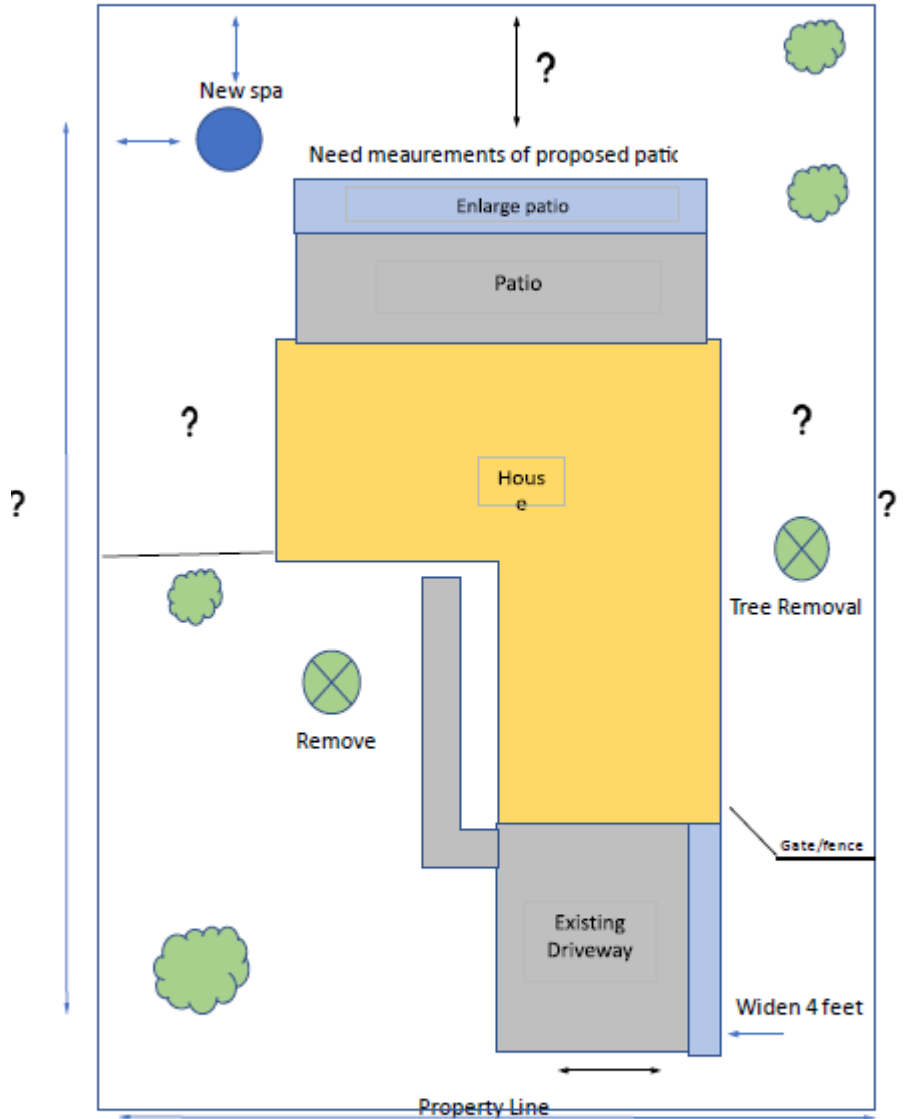 ?
New spa
Need meaurements of proposed patic
Enlarge patio
Patio
?
?
Hous
e
?
?
Tree Removal
Remove
Gate/fence
Existing
Driveway
Widen 4 feet
Property Line